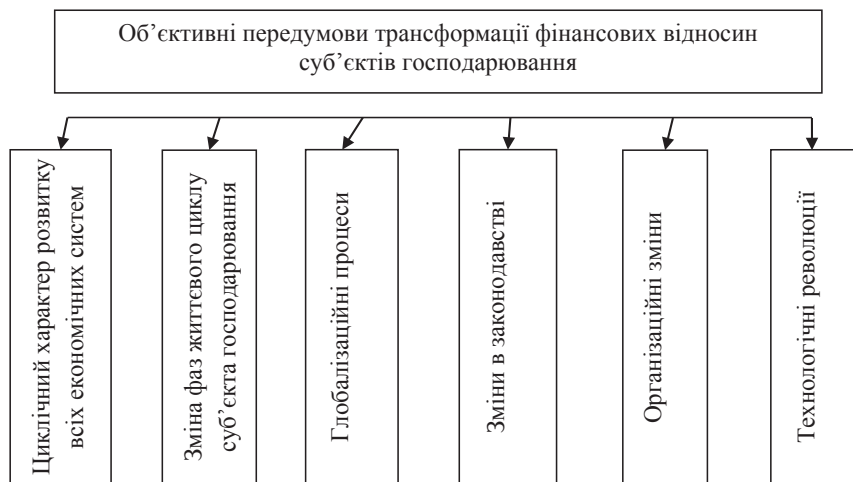 Об’єктивні передумови трансформації фінансових відносин
суб’єктів господарювання
Циклічний характер розвитку
всіх економічних систем
Зміна фаз життєвого циклу
суб’єкта господарювання
Глобалізаційні процеси
Зміни в законодавстві
Організаційні зміни
Технологічні революції